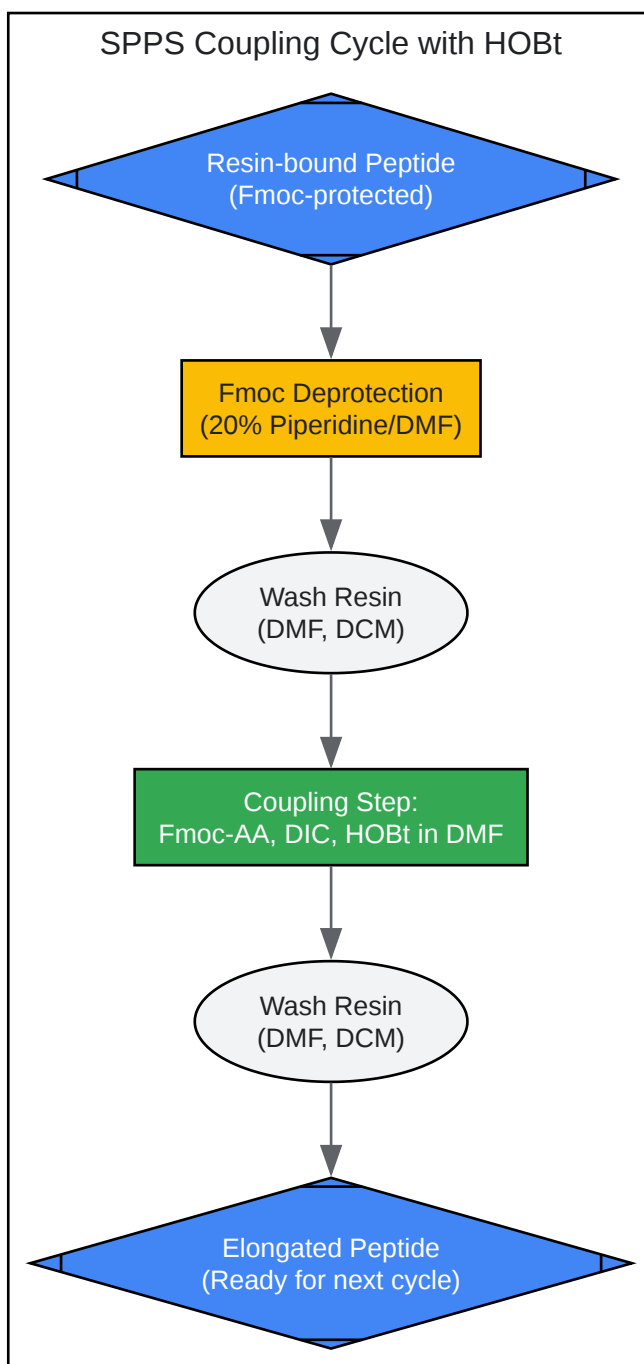 SPPS Coupling Cycle with HOBt
Resin-bound Peptide
(Fmoc-protected)
Fmoc Deprotection
(20% Piperidine/DMF)
Wash Resin
(DMF, DCM)
Coupling Step:
Fmoc-AA, DIC, HOBt in DMF
Wash Resin
(DMF, DCM)
Elongated Peptide
(Ready for next cycle)